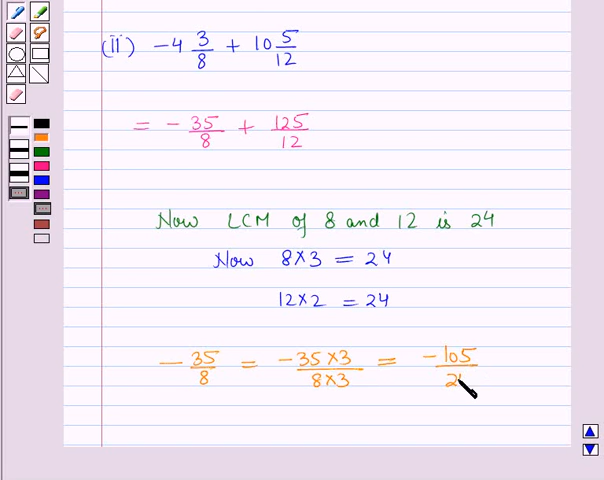 (ii) -4 3/8 + 10 5/12
= -35/8 + 125/12
Now LCM of 8 and 12 is 24
Now 8×3 = 24
12×2 = 24
-35/8 = -35×3/8×3 = -105/2